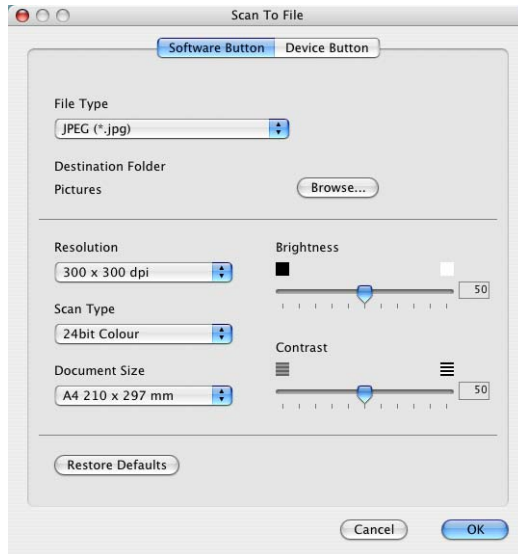 Scan To File
Software Button Device Button
File Type
JPEG (*.jpg)
Destination Folder
Pictures Browse...
Resolution
300 x 300 dpi
Scan Type
24bit Colour
Document Size
A4 210 x 297 mm
Brightness
50
Contrast
50
Restore Defaults
Cancel OK